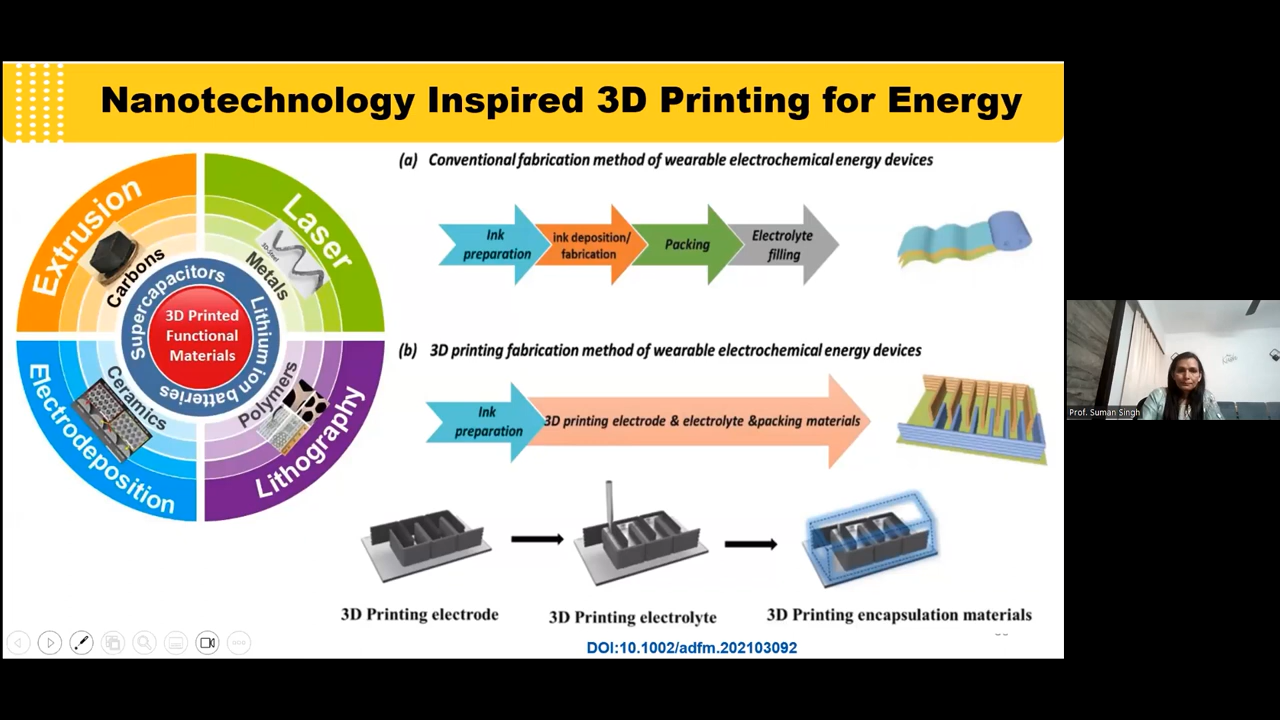 Nanotechnology Inspired 3D Printing for Energy
Extrusion
Laser
Electrodeposition
Lithography
Carbons
Metals
Ceramics
Polymers
Supercapacitors
Lithium ion batteries
3D Printed
Functional
Materials
(a) Conventional fabrication method of wearable electrochemical energy devices
Ink
preparation
ink deposition/
fabrication
Packing
Electrolyte
filling
(b) 3D printing fabrication method of wearable electrochemical energy devices
Ink
preparation
3D printing electrode & electrolyte &packing materials
3D Printing electrode
3D Printing electrolyte
3D Printing encapsulation materials
DOI:10.1002/adfm.202103092
Prof. Suman Singh